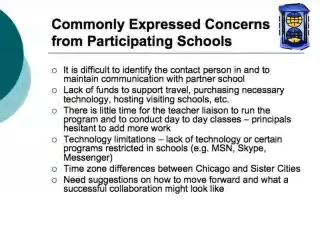 Commonly Expressed Concerns
from Participating Schools
It is difficult to identify the contact person in and to
maintain communication with partner school
Lack of funds to support travel, purchasing necessary
technology, hosting visiting schools, etc.
There is little time for the teacher liaison to run the
program and to conduct day to day classes – principals
hesitant to add more work
Technology limitations – lack of technology or certain
programs restricted in schools (e.g. MSN, Skype,
Messenger)
Time zone differences between Chicago and Sister Cities
Need suggestions on how to move forward and what a
successful collaboration might look like